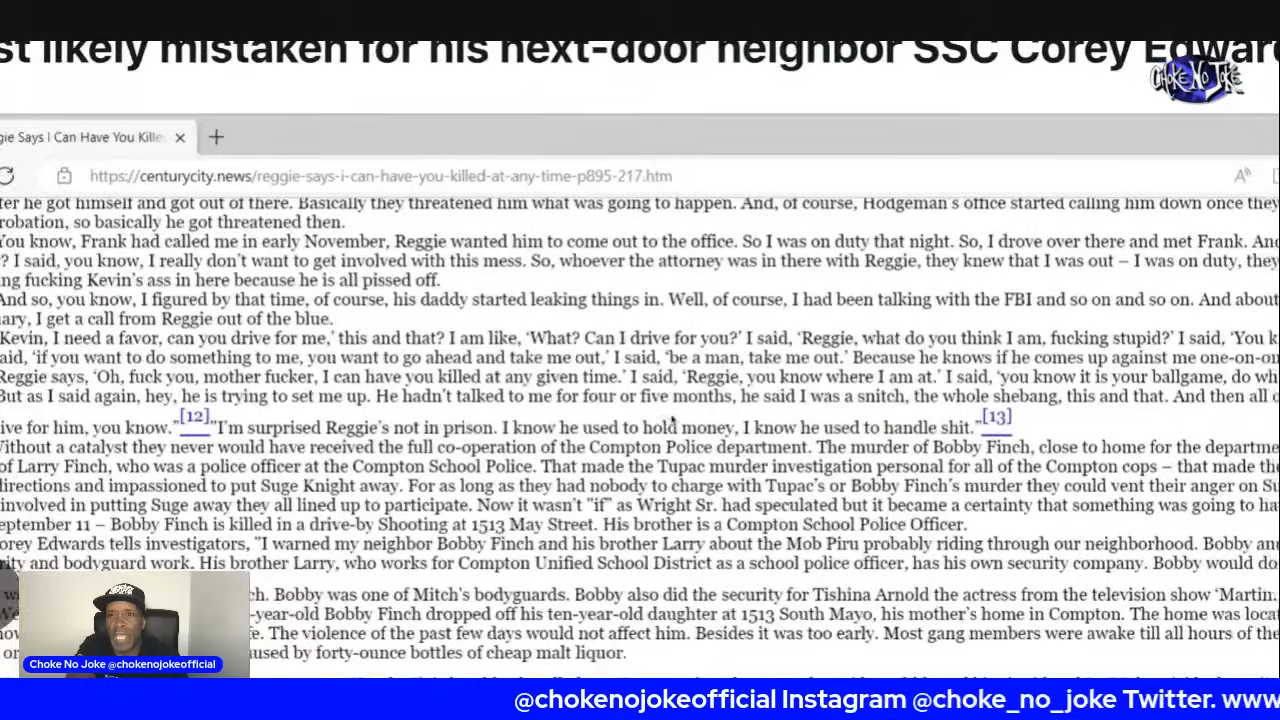 st likely mistaken for his next-door neighbor SSC Corey Edward
CHOKE NO JOKE
gie Says I Can Have You Kille
https://centurycity.news/reggie-says-i-can-have-you-killed-at-any-time-p895-217.htm
fter he got himself and got out of there. Basically they threatened him what was going to happen. And, of course, Hodgeman's office started calling him down once they
robation, so basically he got threatened then.
You know, Frank had called me in early November, Reggie wanted him to come out to the office. So I was on duty that night. So, I drove over there and met Frank. And
? I said, you know, I really don't want to get involved with this mess. So, whoever the attorney was in there with Reggie, they knew that I was out – I was on duty, they
ng fucking Kevin's ass in here because he is all pissed off.
And so, you know, I figured by that time, of course, his daddy started leaking things in. Well, of course, I had been talking with the FBI and so on and so on. And about
ary, I get a call from Reggie out of the blue.
Kevin, I need a favor, can you drive for me,' this and that? I am like, 'What? Can I drive for you?' I said, 'Reggie, what do you think I am, fucking stupid?' I said, 'You k
aid, 'if you want to do something to me, you want to go ahead and take me out,' I said, 'be a man, take me out.' Because he knows if he comes up against me one-on-on
Reggie says, 'Oh, fuck you, mother fucker, I can have you killed at any given time.' I said, 'Reggie, you know where I am at.' I said, 'you know it is your ballgame, do wh
But as I said again, hey, he is trying to set me up. He hadn't talked to me for four or five months, he said I was a snitch, the whole shebang, this and that. And then all
ive for him, you know."[12]"I'm surprised Reggie's not in prison. I know he used to hold money, I know he used to handle shit."[13]
Without a catalyst they never would have received the full co-operation of the Compton Police department. The murder of Bobby Finch, close to home for the departme
of Larry Finch, who was a police officer at the Compton School Police. That made the Tupac murder investigation personal for all of the Compton cops – that made the
directions and impassioned to put Suge Knight away. For as long as they had nobody to charge with Tupac's or Bobby Finch's murder they could vent their anger on Su
involved in putting Suge away they all lined up to participate. Now it wasn't "if" as Wright Sr. had speculated but it became a certainty that something was going to ha
eptember 11 – Bobby Finch is killed in a drive-by Shooting at 1513 May Street. His brother is a Compton School Police Officer.
orey Edwards tells investigators, "I warned my neighbor Bobby Finch and his brother Larry about the Mob Piru probably riding through our neighborhood. Bobby an
rity and bodyguard work. His brother Larry, who works for Compton Unified School District as a school police officer, has his own security company. Bobby would do
ch. Bobby was one of Mitch's bodyguards. Bobby also did the security for Tishina Arnold the actress from the television show 'Martin.
-year-old Bobby Finch dropped off his ten-year-old daughter at 1513 South Mayo, his mother's home in Compton. The home was loca
fe. The violence of the past few days would not affect him. Besides it was too early. Most gang members were awake till all hours of the
used by forty-ounce bottles of cheap malt liquor.
Choke No Joke @chokenojokeofficial
@chokenojokeofficial Instagram @choke_no_joke Twitter. www